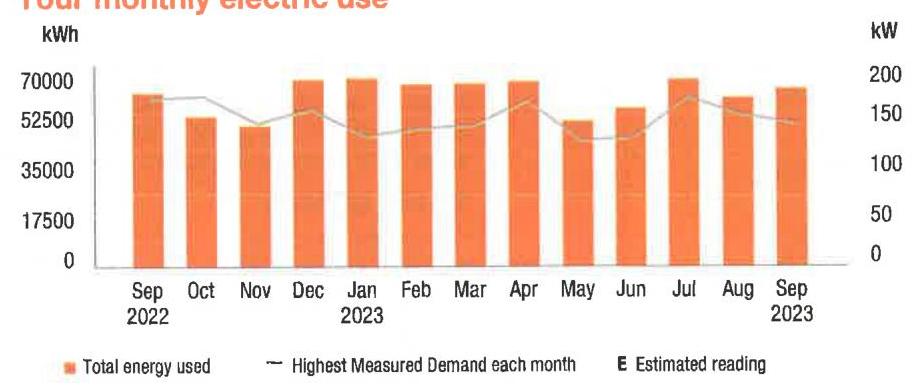 Your monthly electric use
kWh
kW
70000
52500
35000
17500
0
200
150
100
50
0
Sep Oct Nov Dec Jan Feb Mar Apr May Jun Jul Aug Sep
2022 2023 2023
Total energy used Highest Measured Demand each month E Estimated reading